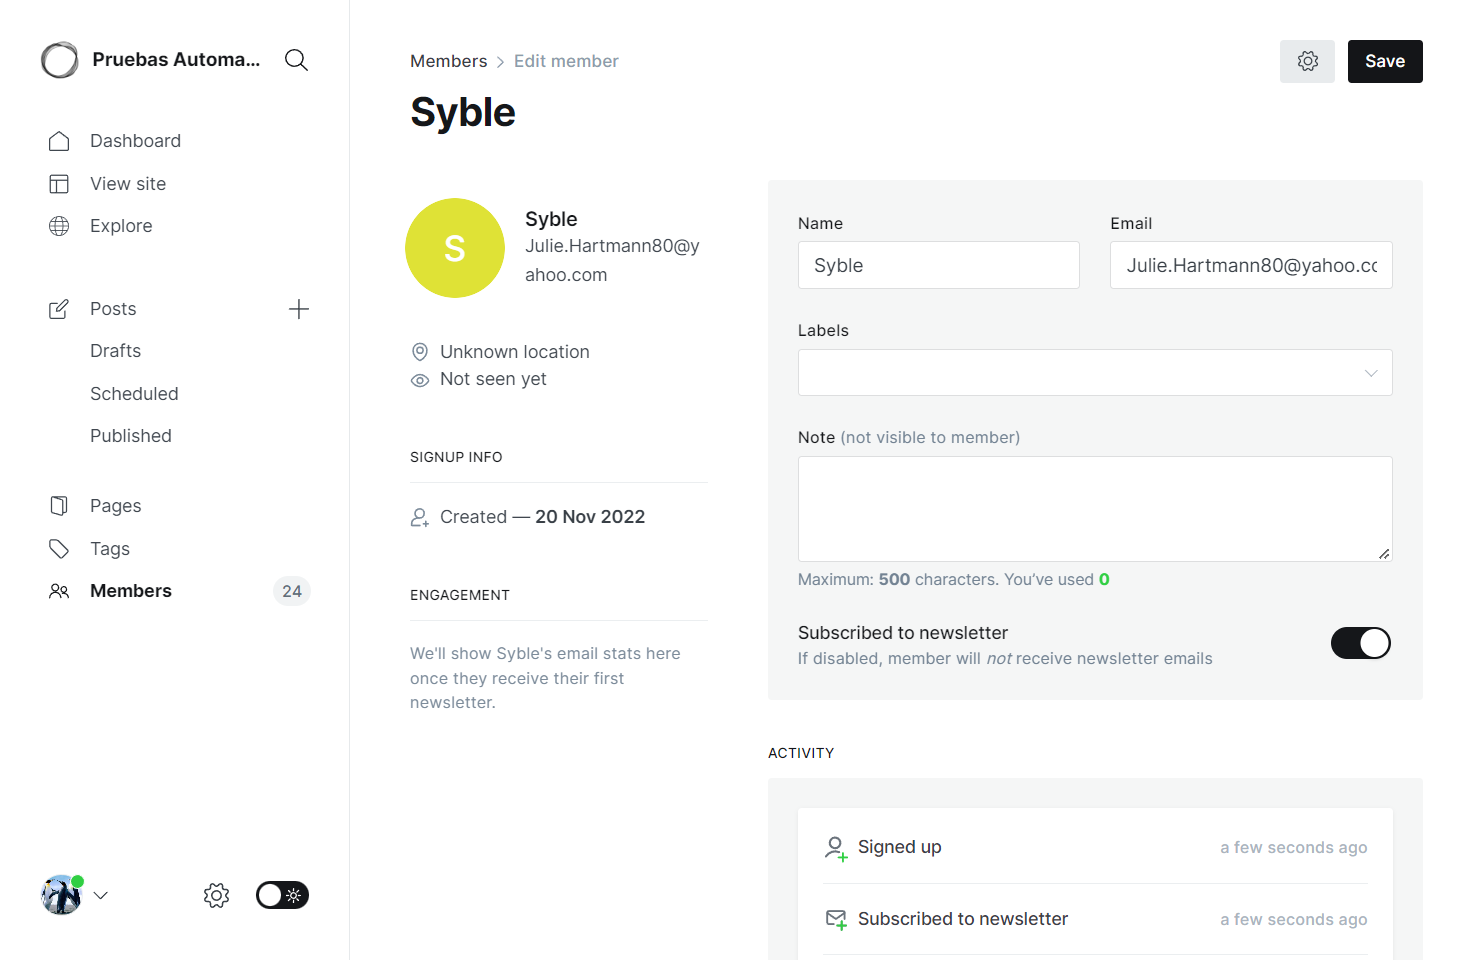 Pruebas Automa...
Dashboard
View site
Explore
Posts
Drafts
Scheduled
Published
Pages
Tags
Members 24
Members > Edit member
Save
Syble
S
Syble
Julie.Hartmann80@y
ahoo.com
Unknown location
Not seen yet
SIGNUP INFO
Created — 20 Nov 2022
ENGAGEMENT
We'll show Syble's email stats here
once they receive their first
newsletter.
Name
Syble
Email
Julie.Hartmann80@yahoo.cc
Labels
Note (not visible to member)
Maximum: 500 characters. You’ve used 0
Subscribed to newsletter
If disabled, member will not receive newsletter emails
ACTIVITY
Signed up a few seconds ago
Subscribed to newsletter a few seconds ago